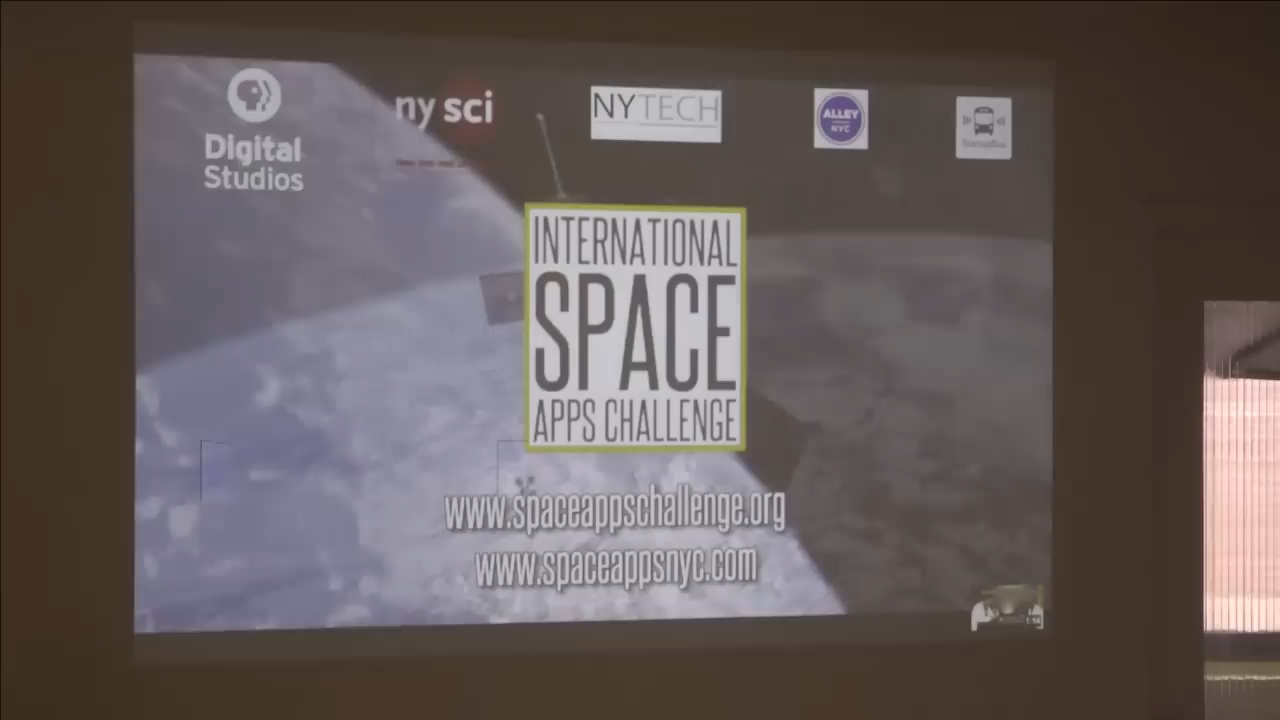 Digital
Studios
ny sci
NYTECH
ALLEY
NYC
INTERNATIONAL
SPACE
APPS CHALLENGE
www.spaceappschallenge.org
www.spaceappsnyc.com